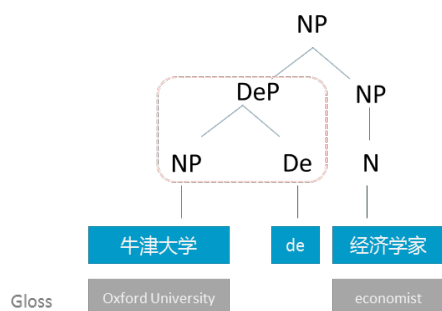 NP
DeP NP
NP De N
牛津大学 de 经济学家
Gloss Oxford University economist